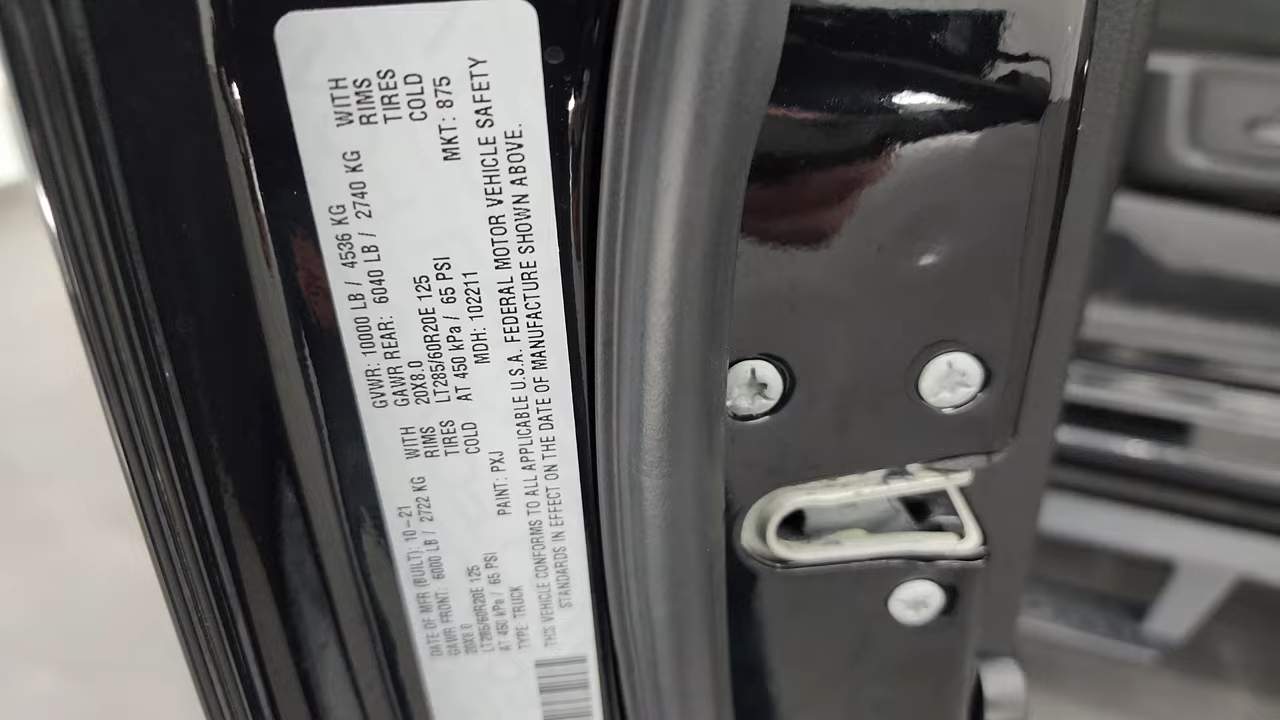 DATE OF MFR (BUILT): 10-21 GVWR: 10000 LB / 4536 KG
GAWR FRONT: 6000 LB / 2722 KG WITH GAWR REAR: 6040 LB / 2740 KG WITH
20X8.0 RIMS 20X8.0 RIMS
LT285/60R20E 125 TIRES LT285/60R20E 125 TIRES
AT 450 kPa / 65 PSI COLD AT 450 kPa / 65 PSI COLD
TYPE: TRUCK PAINT: PXJ MDH: 102211 MKT: 875
THIS VEHICLE CONFORMS TO ALL APPLICABLE U.S.A. FEDERAL MOTOR VEHICLE SAFETY
STANDARDS IN EFFECT ON THE DATE OF MANUFACTURE SHOWN ABOVE.